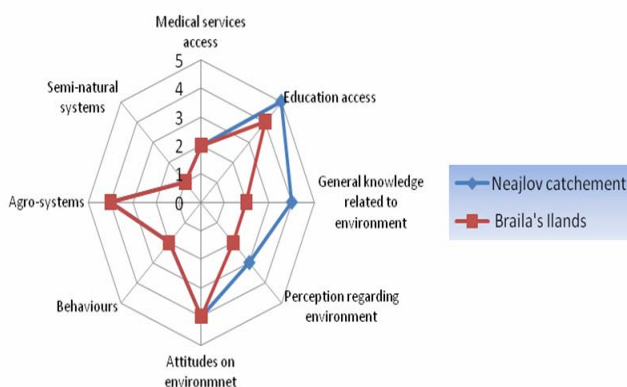 Medical services
access
5
4
3
2
1
0
Education access
General knowledge
related to
environment
Perception regarding
environment
Attitudes on
environmnet
Behaviours
Agro-systems
Semi-natural
systems
Neajlov catchement
Braila's Ilands